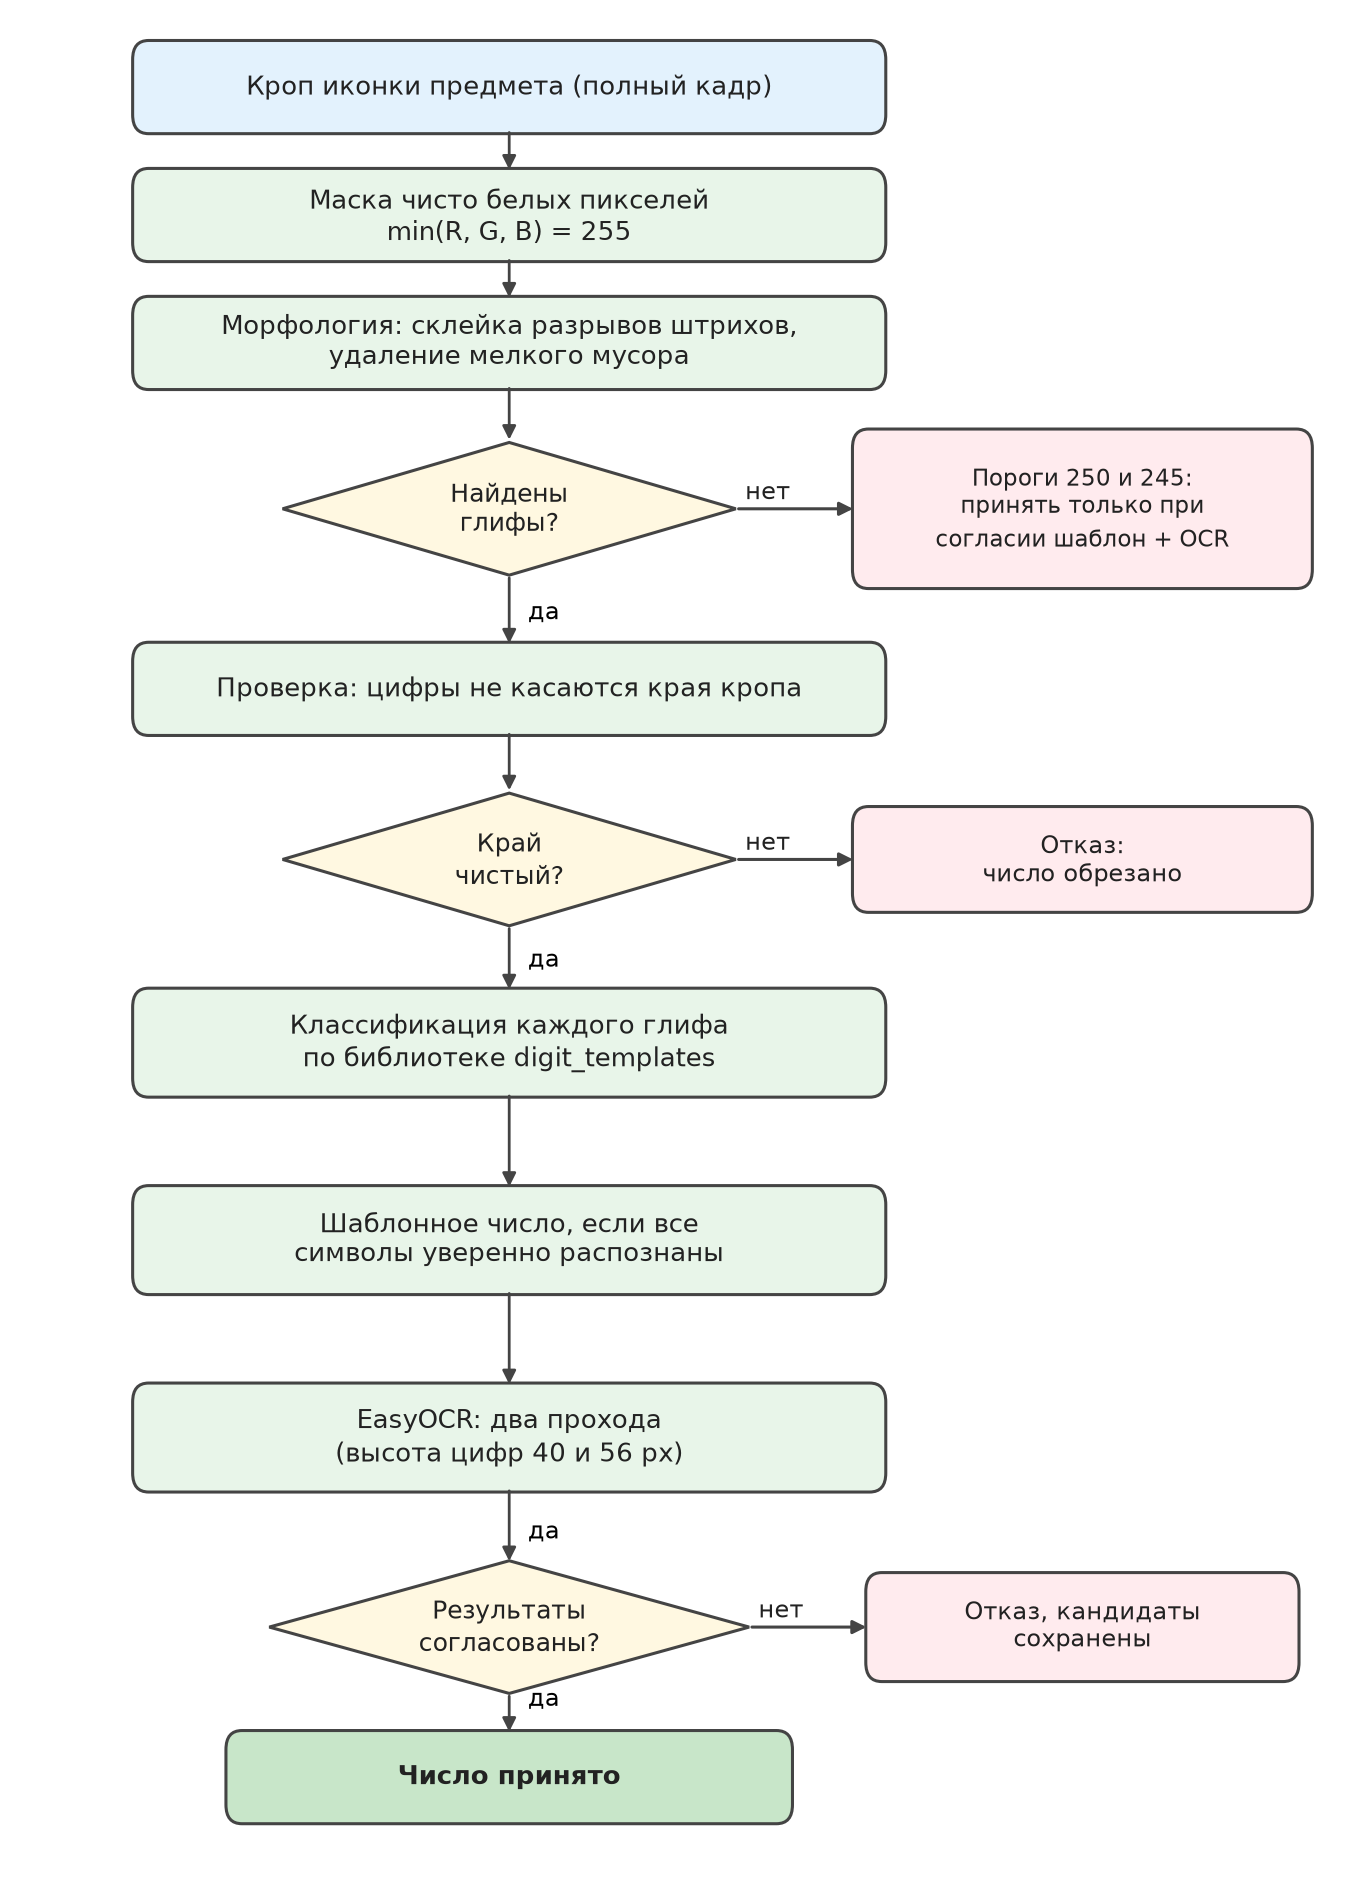 Кроп иконки предмета (полный кадр)
Маска чисто белых пикселей
min(R, G, B) = 255
Морфология: склейка разрывов штрихов,
удаление мелкого мусора
Найдены
глифы?
нет
Пороги 250 и 245:
принять только при
согласии шаблон + OCR
да
Проверка: цифры не касаются края кропа
Край
чистый?
нет
Отказ:
число обрезано
да
Классификация каждого глифа
по библиотеке digit_templates
Шаблонное число, если все
символы уверенно распознаны
EasyOCR: два прохода
(высота цифр 40 и 56 px)
да
Результаты
согласованы?
нет
Отказ, кандидаты
сохранены
да
Число принято